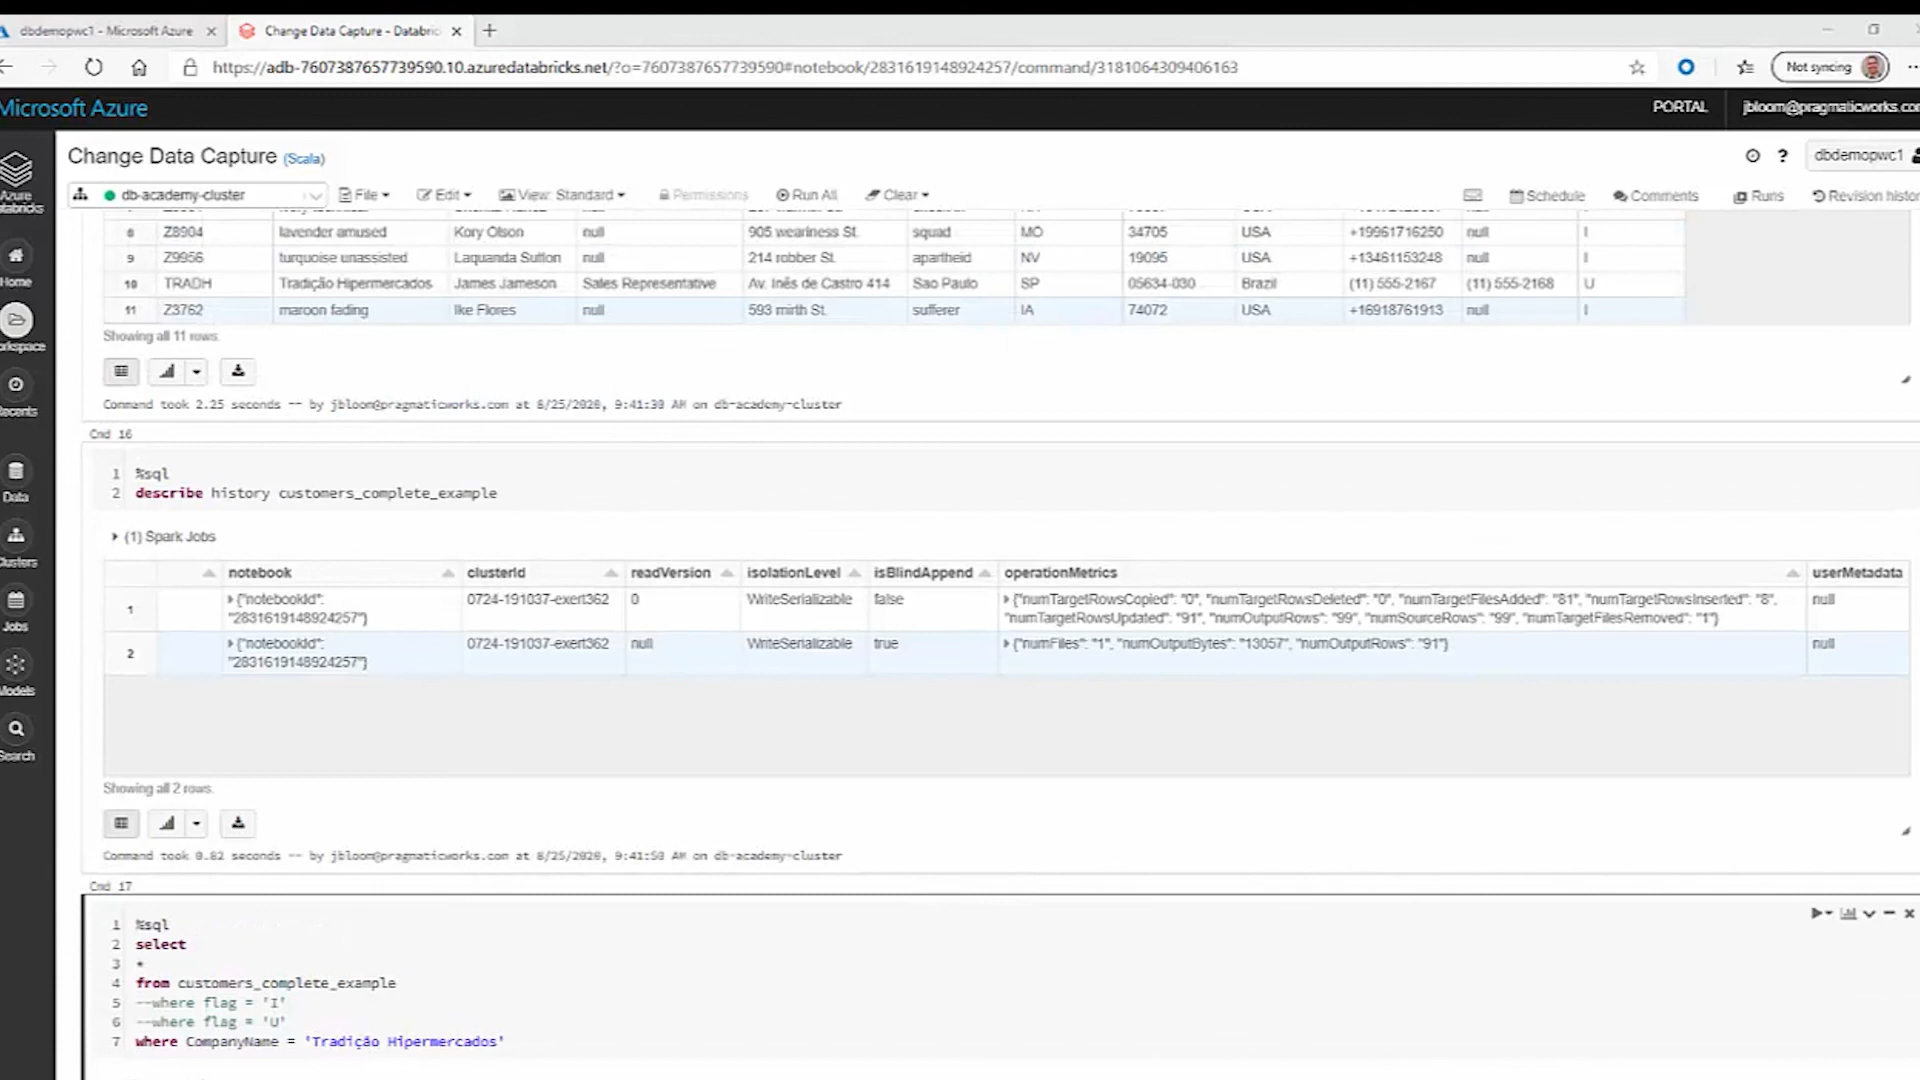 dbdemopwc1 - Microsoft Azure
Change Data Capture - Databric
https://adb-7607387657739590.10.azuredatabricks.net/?o=7607387657739590#notebook/2831619148924257/command/3181064309406163
Not syncing
Microsoft Azure
PORTAL
jbloom@pragmaticworks.com
Change Data Capture (Scala)
? dbdemopwc1
db-academy-cluster File Edit View: Standard Permissions Run All Clear
Schedule Comments Runs Revision histor
8 Z8904 lavender amused Kory Olson null 905 weariness St. squad MO 34705 USA +19961716250 null I
9 Z9956 turquoise unassisted Laquanda Sutton null 214 robber St. apartheid NV 19095 USA +13461153248 null I
10 TRADH Tradição Hipermercados James Jameson Sales Representative Av. Inês de Castro 414 Sao Paulo SP 05634-030 Brazil (11) 555-2167 (11) 555-2168 U
11 Z3762 maroon fading Ike Flores null 593 mirth St. sufferer IA 74072 USA +16918761913 null I
Showing all 11 rows.
Command took 2.25 seconds -- by jbloom@pragmaticworks.com at 8/25/2020, 9:41:30 AM on db-academy-cluster
Cmd 16
1 %sql
2 describe history customers_complete_example
(1) Spark Jobs
notebook clusterId readVersion isolationLevel isBlindAppend operationMetrics userMetadata
1 {"notebookId": 0724-191037-exert362 0 WriteSerializable false {"numTargetRowsCopied": "0", "numTargetRowsDeleted": "0", "numTargetFilesAdded": "81", "numTargetRowsInserted": "8", null
"2831619148924257"} "numTargetRowsUpdated": "91", "numOutputRows": "99", "numSourceRows": "99", "numTargetFilesRemoved": "1"}
2 {"notebookId": 0724-191037-exert362 null WriteSerializable true {"numFiles": "1", "numOutputBytes": "13057", "numOutputRows": "91"} null
"2831619148924257"}
Showing all 2 rows.
Command took 0.82 seconds -- by jbloom@pragmaticworks.com at 8/25/2020, 9:41:50 AM on db-academy-cluster
Cmd 17
1 %sql
2 select
3 *
4 from customers_complete_example
5 --where flag = 'I'
6 --where flag = 'U'
7 where CompanyName = 'Tradição Hipermercados'
Azure
atabricks
Home
orkspace
ecents
Data
Clusters
Jobs
Models
Search